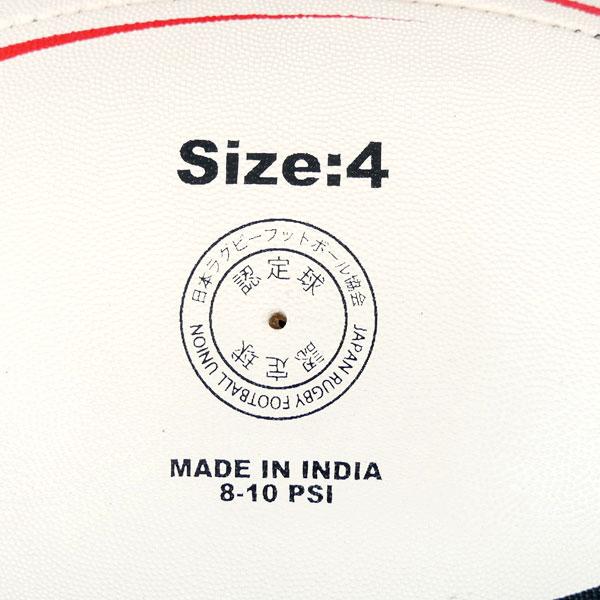 Size:4
日本ラグビーフットボール協会
認定球
認定球
JAPAN RUGBY FOOTBALL UNION
MADE IN INDIA
8-10 PSI